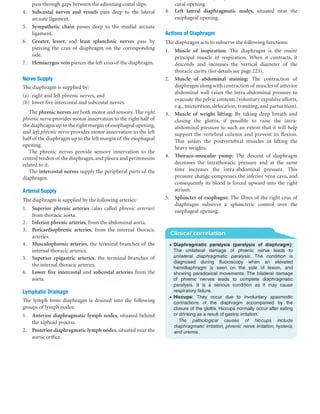 pass through gaps between the adjoining costal slips.
4. Subcostal nerves and vessels pass deep to the lateral
arcuate ligament.
5. Sympathetic chain passes deep to the medial arcuate
ligament.
6. Greater, lesser, and least splanchnic nerves pass by
piercing the crus of diaphragm on the corresponding
side.
7. Hemiazygos vein pierces the left crus of the diaphragm.
Nerve Supply
The diaphragm is supplied by:
(a) right and left phrenic nerves, and
(b) lower five intercostal and subcostal nerves.
The phrenic nerves are both motor and sensory. The right
phrenic nerve provides motor innervation to the right half of
the diaphragm up to the right margin of esophageal opening,
and left phrenic nerve provides motor innervation to the left
half of the diaphragm up to the left margin of the esophageal
opening.
The phrenic nerves provide sensory innervation to the
central tendon of the diaphragm, and pleura and peritoneum
related to it.
The intercostal nerves supply the peripheral parts of the
diaphragm.
Arterial Supply
The diaphragm is supplied by the following arteries:
1. Superior phrenic arteries (also called phrenic arteries)
from thoracic aorta.
2. Inferior phrenic arteries, from the abdominal aorta.
3. Pericardiophrenic arteries, from the internal thoracic
arteries.
4. Musculophrenic arteries, the terminal branches of the
internal thoracic arteries.
5. Superior epigastric arteries, the terminal branches of
the internal thoracic arteries.
6. Lower five intercostal and subcostal arteries from the
aorta.
Lymphatic Drainage
The lymph from diaphragm is drained into the following
groups of lymph nodes:
1. Anterior diaphragmatic lymph nodes, situated behind
the xiphoid process.
2. Posterior diaphragmatic lymph nodes, situated near the
aortic orifice.
caval opening.
4. Left lateral diaphragmatic nodes, situated near the
esophageal opening.
Actions of Diaphragm
The diaphragm acts to subserve the following functions:
1. Muscle of inspiration: The diaphragm is the main/
principal muscle of respiration. When it contracts, it
descends and increases the vertical diameter of the
thoracic cavity (for details see page 225).
2. Muscle of abdominal staining: The contraction of
diaphragm along with contraction of muscles of anterior
abdominal wall raises the intra-abdominal pressure to
evacuate the pelvic contents (voluntary expulsive efforts,
e.g., micturition, defecation, vomiting, and parturition).
3. Muscle of weight lifting: By taking deep breath and
closing the glottis, if possible to raise the intra-
abdominal pressure to such an extent that it will help
support the vertebral column and prevent its flexion.
This assists the postvertebral muscles in lifting the
heavy weights.
4. Thoraco-muscular pump: The descent of diaphragm
decreases the intrathoracic pressure and at the same
time increases the intra-abdominal pressure. This
pressure change compresses the inferior vena cava, and
consequently its blood is forced upward into the right
atrium.
5. Sphincter of esophagus: The fibres of the right crus of
diaphragm subserve a sphincteric control over the
esophageal opening.
Clinical correlation
• Diaphragmatic paralysis (paralysis of diaphragm):
The unilateral damage of phrenic nerve leads to
unilateral diaphragmatic paralysis. The condition is
diagnosed during fluoroscopy when an elevated
hemidiaphragm is seen on the side of lesion, and
showing paradoxical movements. The bilateral damage
of phrenic nerves leads to complete diaphragmatic
paralysis. It is a serious condition as it may cause
respiratory failure.
• Hiccups: They occur due to involuntary spasmodic
contractions of the diaphragm accompanied by the
closure of the glottis. Hiccups normally occur after eating
or drinking as a result of gastric irritation.
The pathological causes of hiccups include
diaphragmatic irritation, phrenic nerve irritation, hysteria,
and uremia.